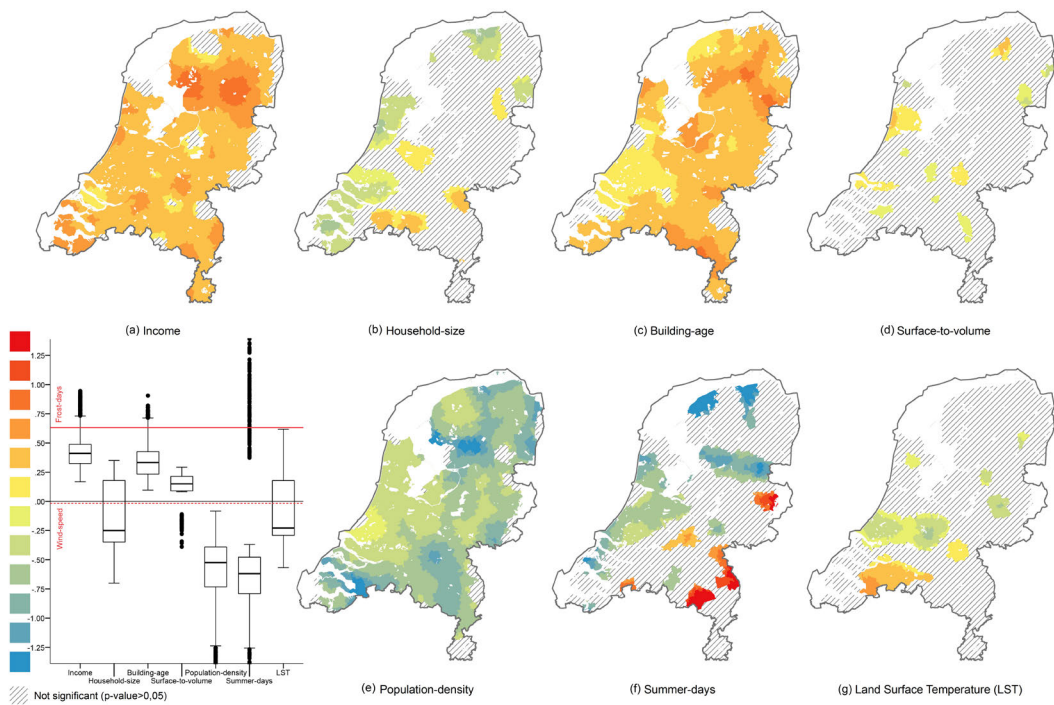 (a) Income
(b) Household-size
(c) Building-age
(d) Surface-to-volume
1.25
1.00
.75
.50
.25
.00
-.25
-.50
-.75
-1.00
-1.25
Frost-days
Wind-speed
Income
Household-size
Building-age
Surface-to-volume
Population-density
Summer-days
LST
Not significant (p-value>0,05)
(e) Population-density
(f) Summer-days
(g) Land Surface Temperature (LST)